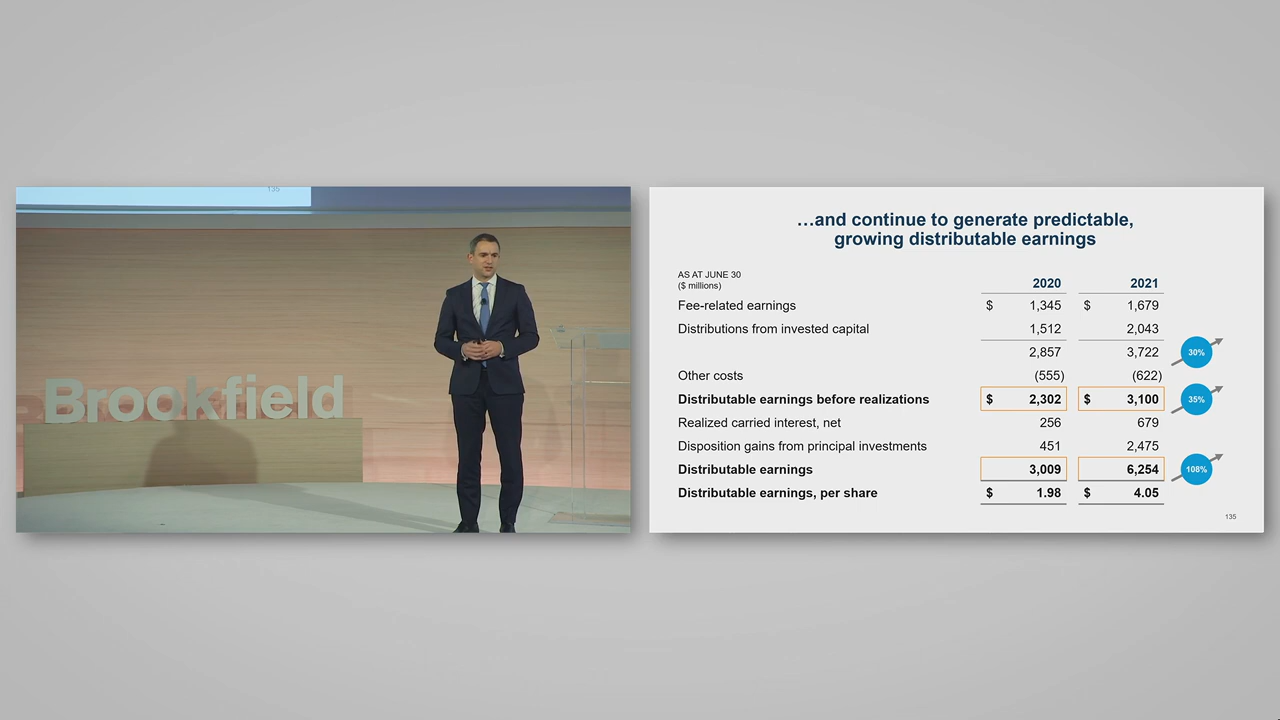 135
Brookfield
…and continue to generate predictable,
growing distributable earnings
AS AT JUNE 30
($ millions)
2020 2021
Fee-related earnings $ 1,345 $ 1,679
Distributions from invested capital 1,512 2,043
2,857 3,722 30%
Other costs (555) (622)
Distributable earnings before realizations $ 2,302 $ 3,100 35%
Realized carried interest, net 256 679
Disposition gains from principal investments 451 2,475
Distributable earnings 3,009 6,254 108%
Distributable earnings, per share $ 1.98 $ 4.05
135